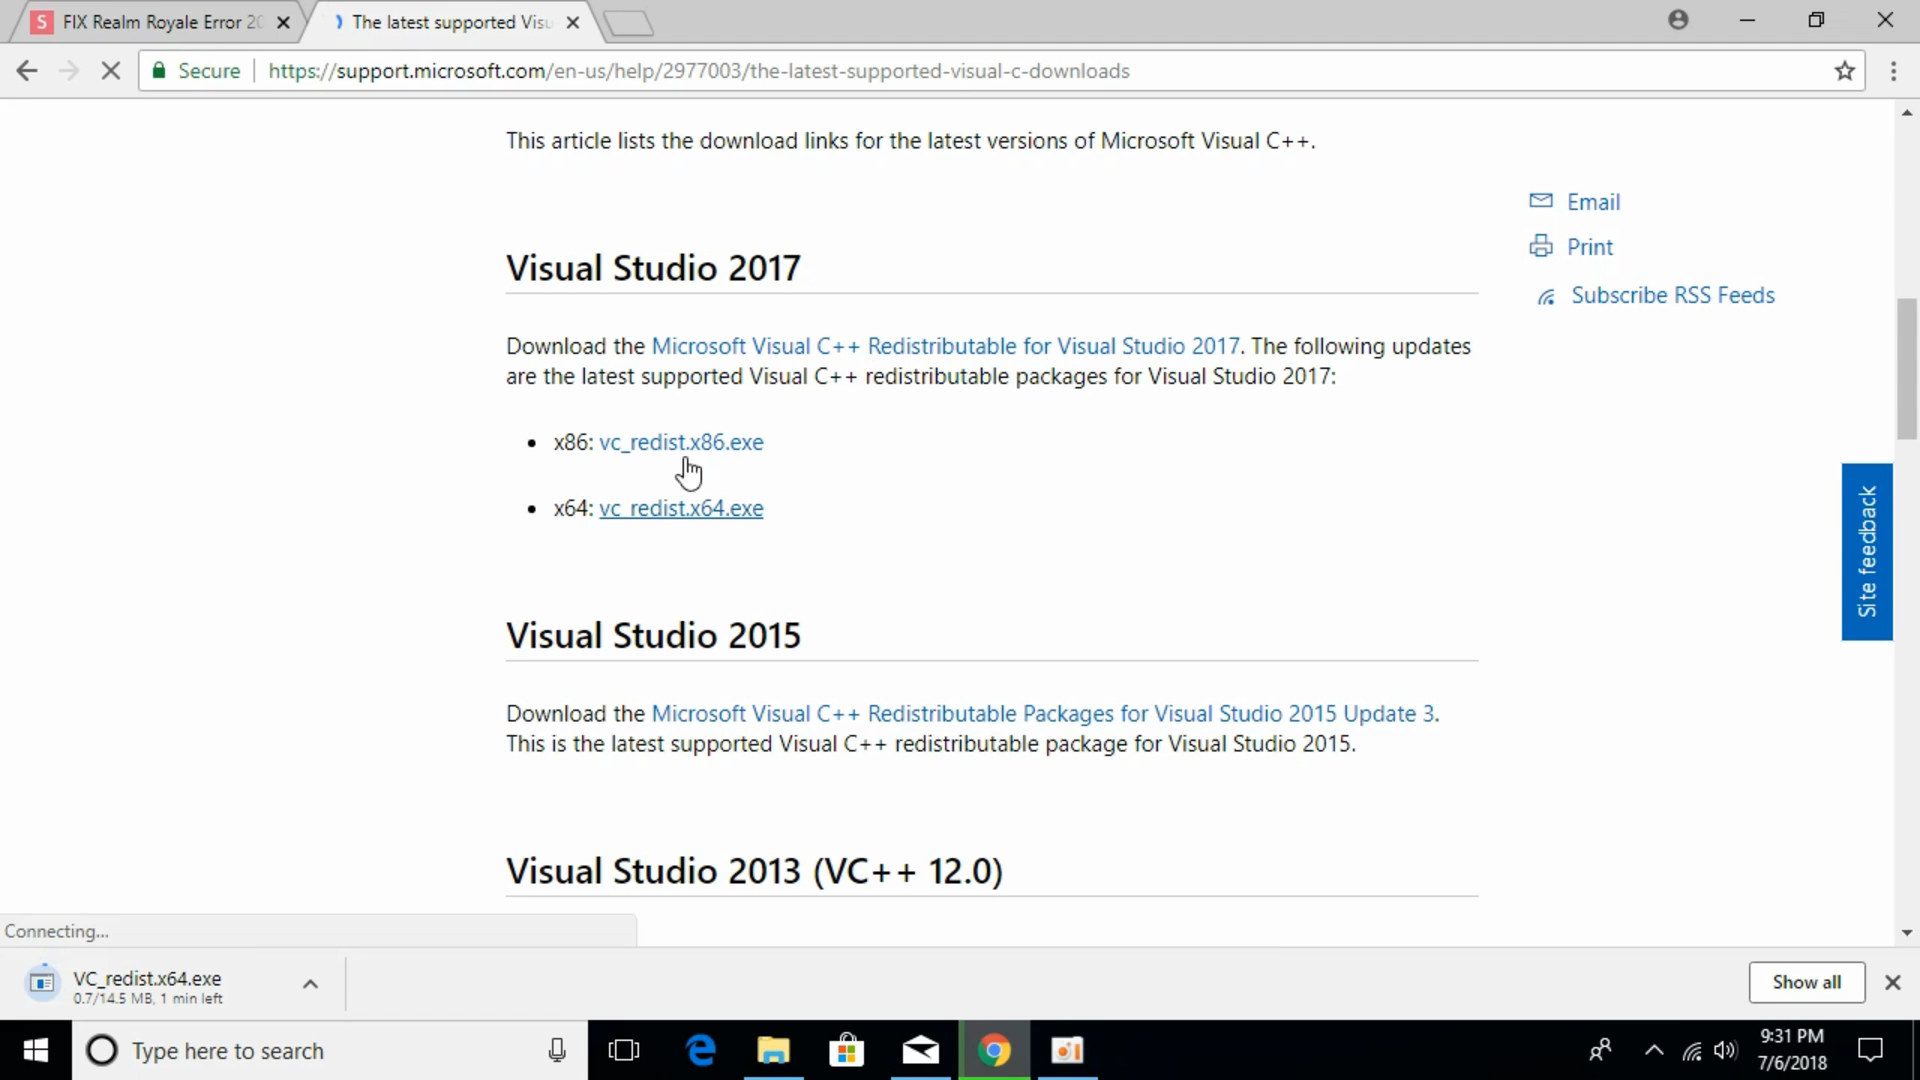 S FIX Realm Royale Error 20
The latest supported Visu
Secure https://support.microsoft.com/en-us/help/2977003/the-latest-supported-visual-c-downloads
This article lists the download links for the latest versions of Microsoft Visual C++.
Email
Print
Subscribe RSS Feeds
Visual Studio 2017
Download the Microsoft Visual C++ Redistributable for Visual Studio 2017. The following updates
are the latest supported Visual C++ redistributable packages for Visual Studio 2017:
• x86: vc_redist.x86.exe
• x64: vc_redist.x64.exe
Site feedback
Visual Studio 2015
Download the Microsoft Visual C++ Redistributable Packages for Visual Studio 2015 Update 3.
This is the latest supported Visual C++ redistributable package for Visual Studio 2015.
Visual Studio 2013 (VC++ 12.0)
Connecting...
VC_redist.x64.exe
0.7/14.5 MB, 1 min left
Show all
Type here to search
9:31 PM
7/6/2018